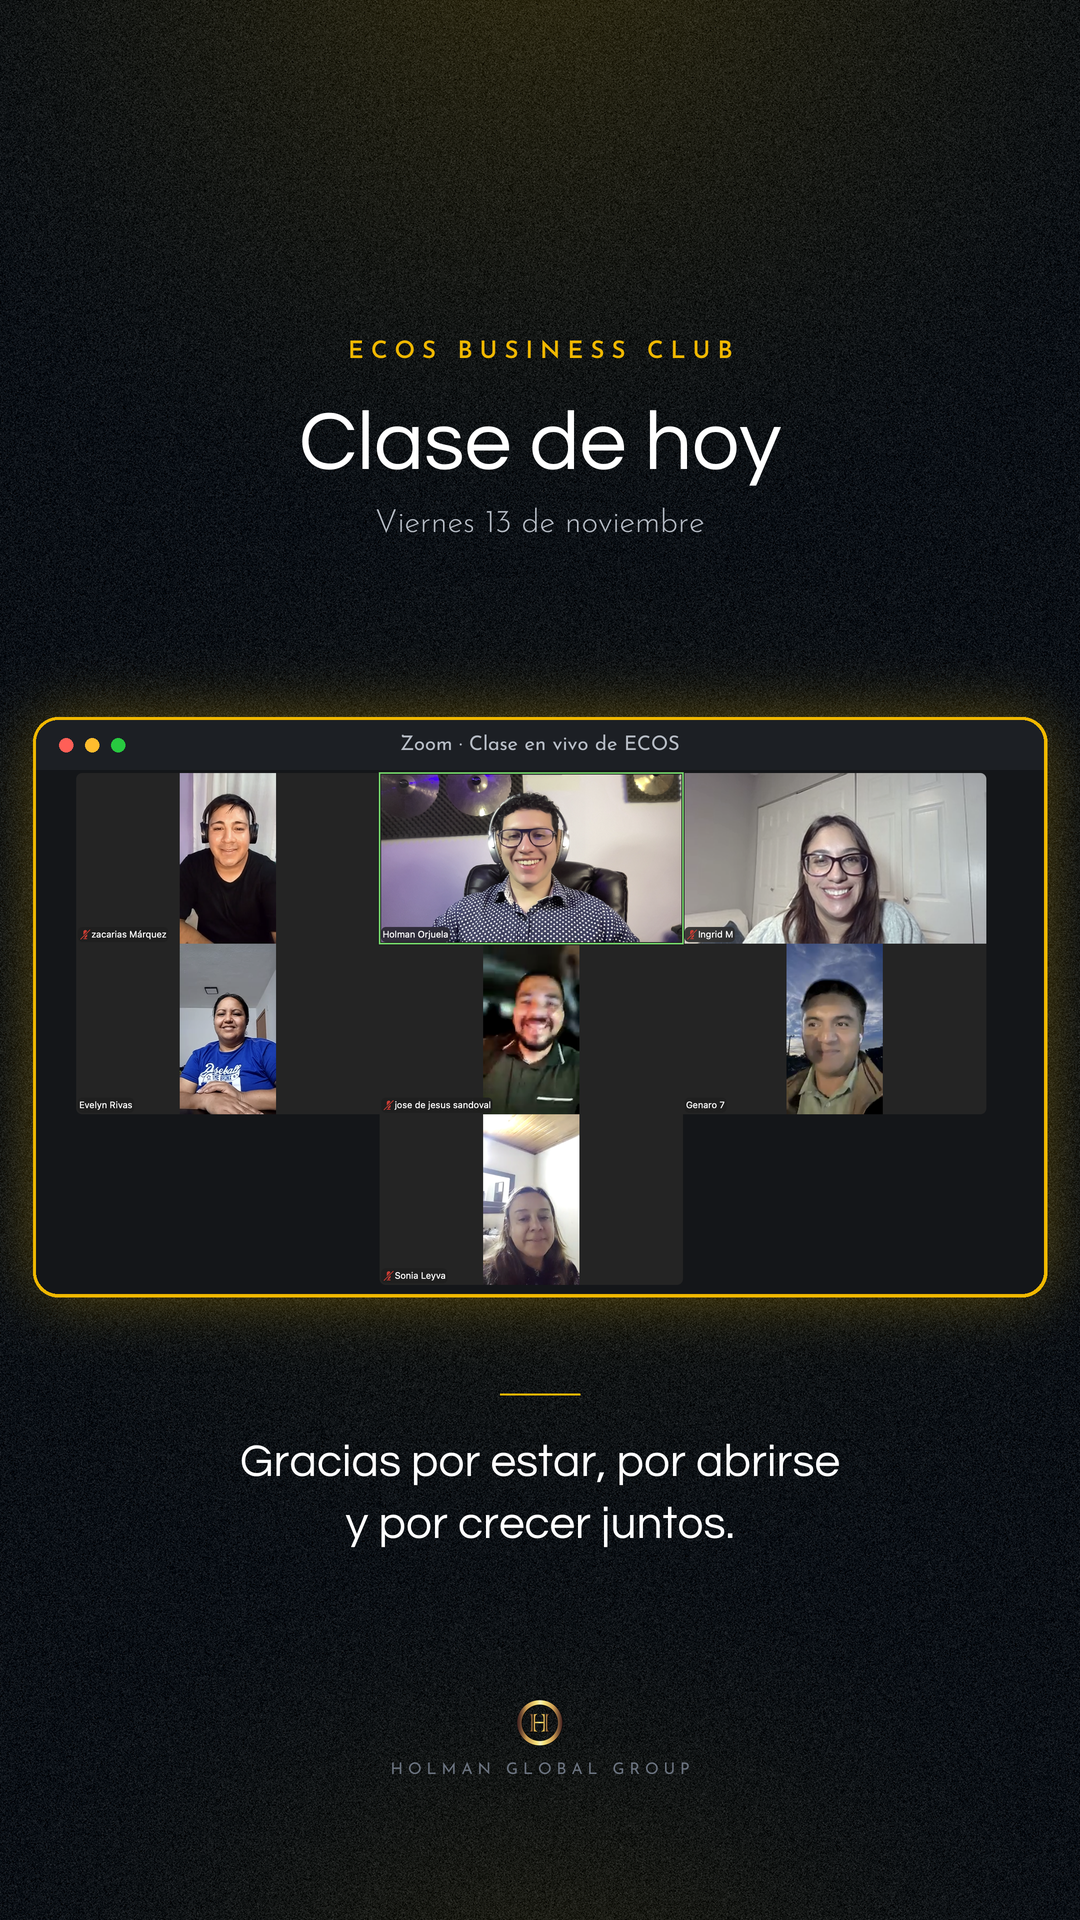 ECOS BUSINESS CLUB
Clase de hoy
Viernes 13 de noviembre
Zoom · Clase en vivo de ECOS
zacarias Márquez
Holman Orjuela
Ingrid M
Baseball
Evelyn Rivas
jose de jesus sandoval
Genaro 7
Sonia Leyva
Gracias por estar, por abrirse
y por crecer juntos.
H
HOLMAN GLOBAL GROUP